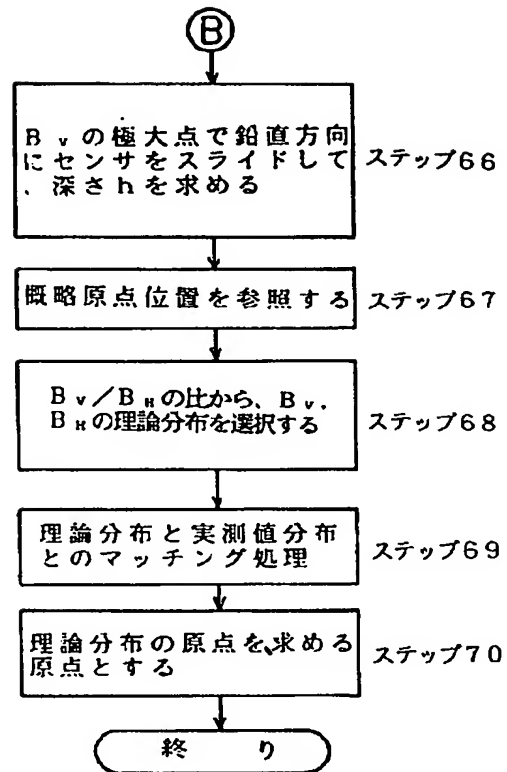 B
Bvの極大点で鉛直方向
にセンサをスライドして
、深さhを求める
ステップ66
概略原点位置を参照する
ステップ67
Bv/BHの比から、Bv.
BHの理論分布を選択する
ステップ68
理論分布と実測値分布
とのマッチング処理
ステップ69
理論分布の原点を、求める
原点とする
ステップ70
終り